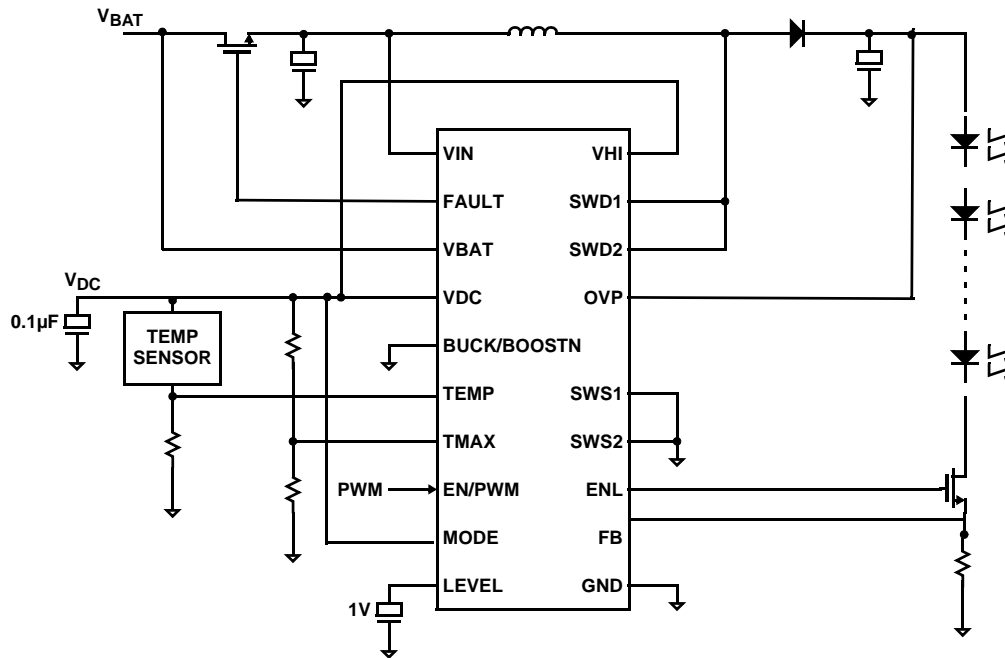 VBAT
VIN
VHI
FAULT
SWD1
VBAT
SWD2
VDC
VDC
OVP
0.1µF
TEMP
SENSOR
BUCK/BOOSTN
TEMP
SWS1
TMAX
SWS2
PWM
EN/PWM
ENL
MODE
FB
LEVEL
GND
1V